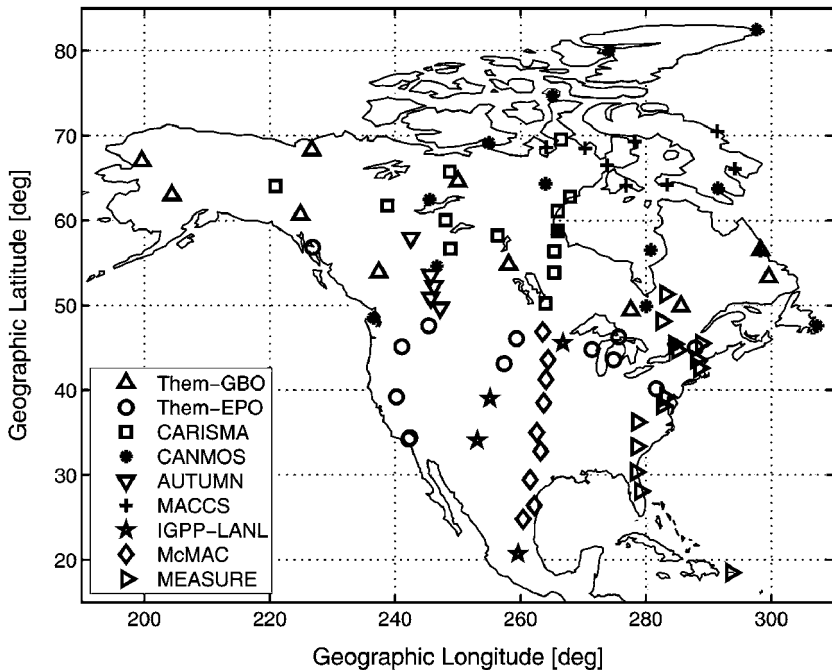 80
70
60
50
40
30
20
Geographic Latitude [deg]
Them-GBO
Them-EPO
CARISMA
CANMOS
AUTUMN
MACCS
IGPP-LANL
McMAC
MEASURE
200 220 240 260 280 300
Geographic Longitude [deg]